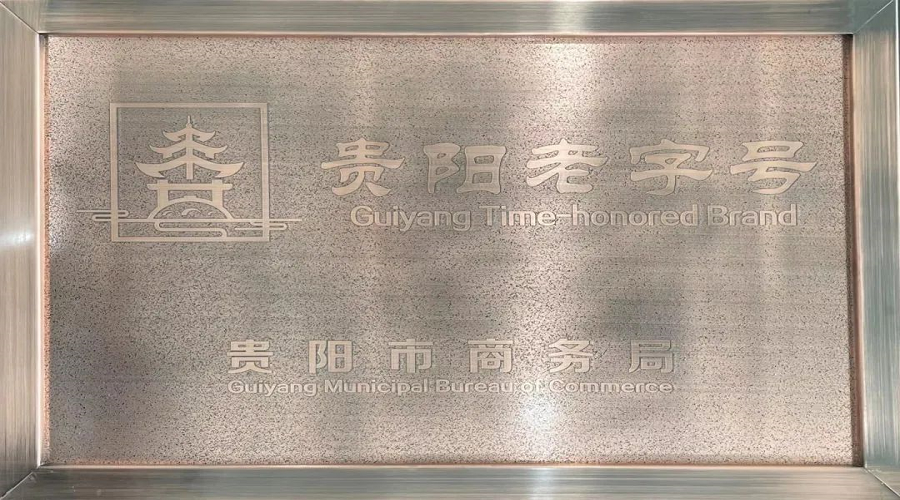 贵阳老字号
Guiyang Time-honored Brand
贵阳市商务局
Guiyang Municipal Bureau of Commerce